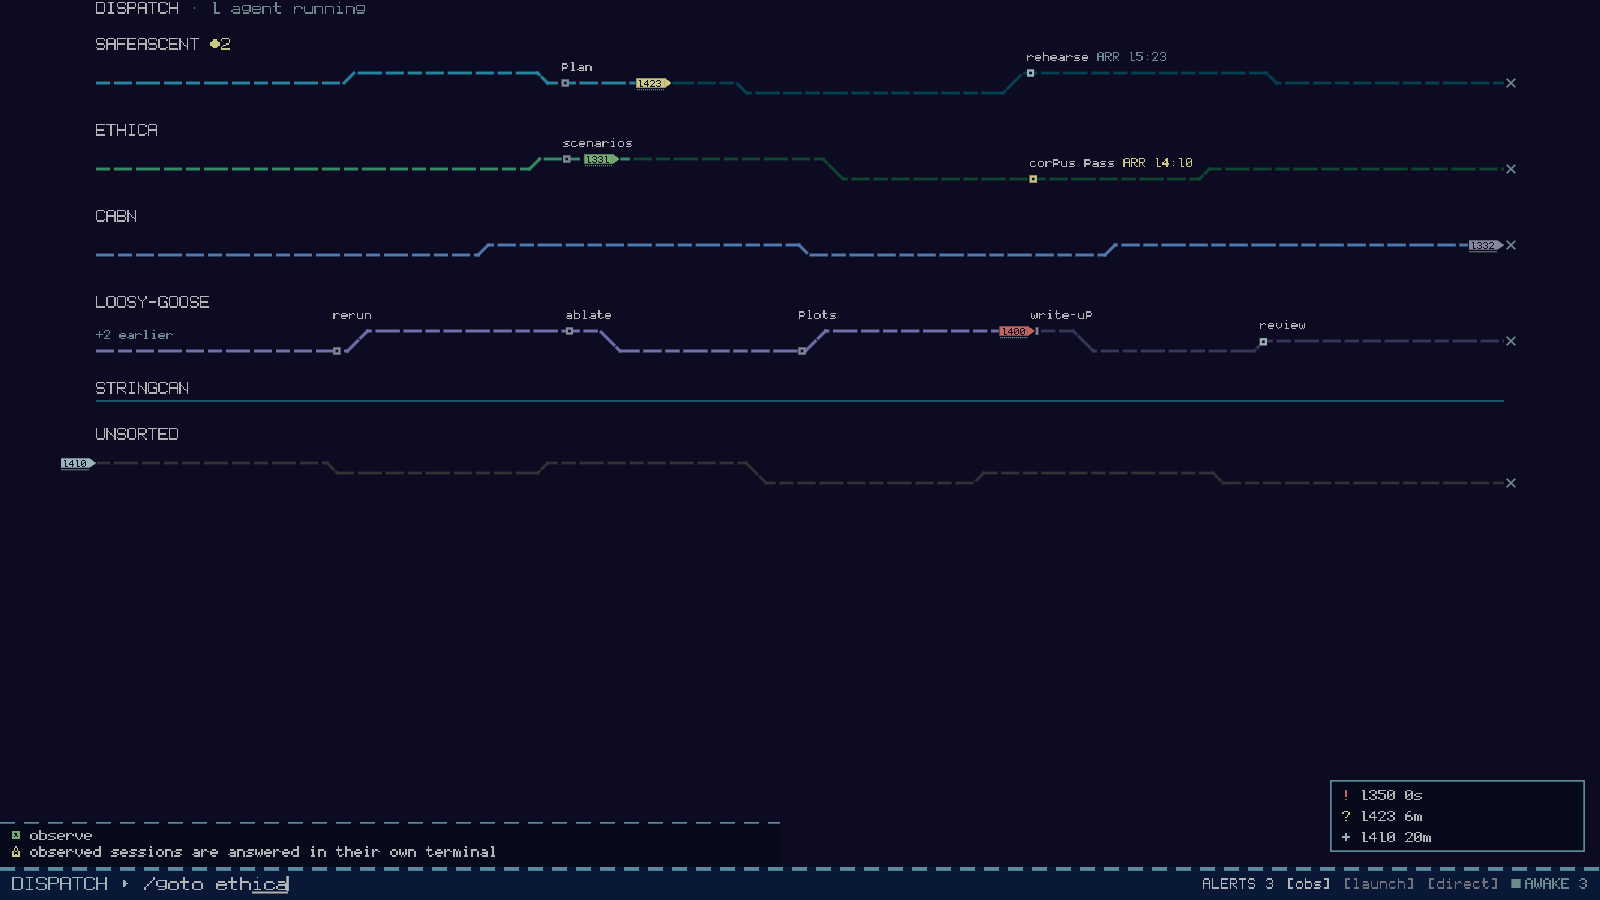 DISPATCH · 1 agent running
SAFEASCENT ●2
Plan
rehearse ARR 15:23
1423
ETHICA
scenarios
1331
corpus Pass ARR 14:10
CABN
1332
LOOSY-GOOSE
+2 earlier
rerun
ablate
Plots
write-up
1400
review
STRINGCAN
UNSORTED
1410
! 1350 0s
? 1423 6m
+ 1410 20m
observe
observed sessions are answered in their own terminal
DISPATCH ▸ /goto ethica
ALERTS 3 [obs] [launch] [direct] ■AWAKE 3